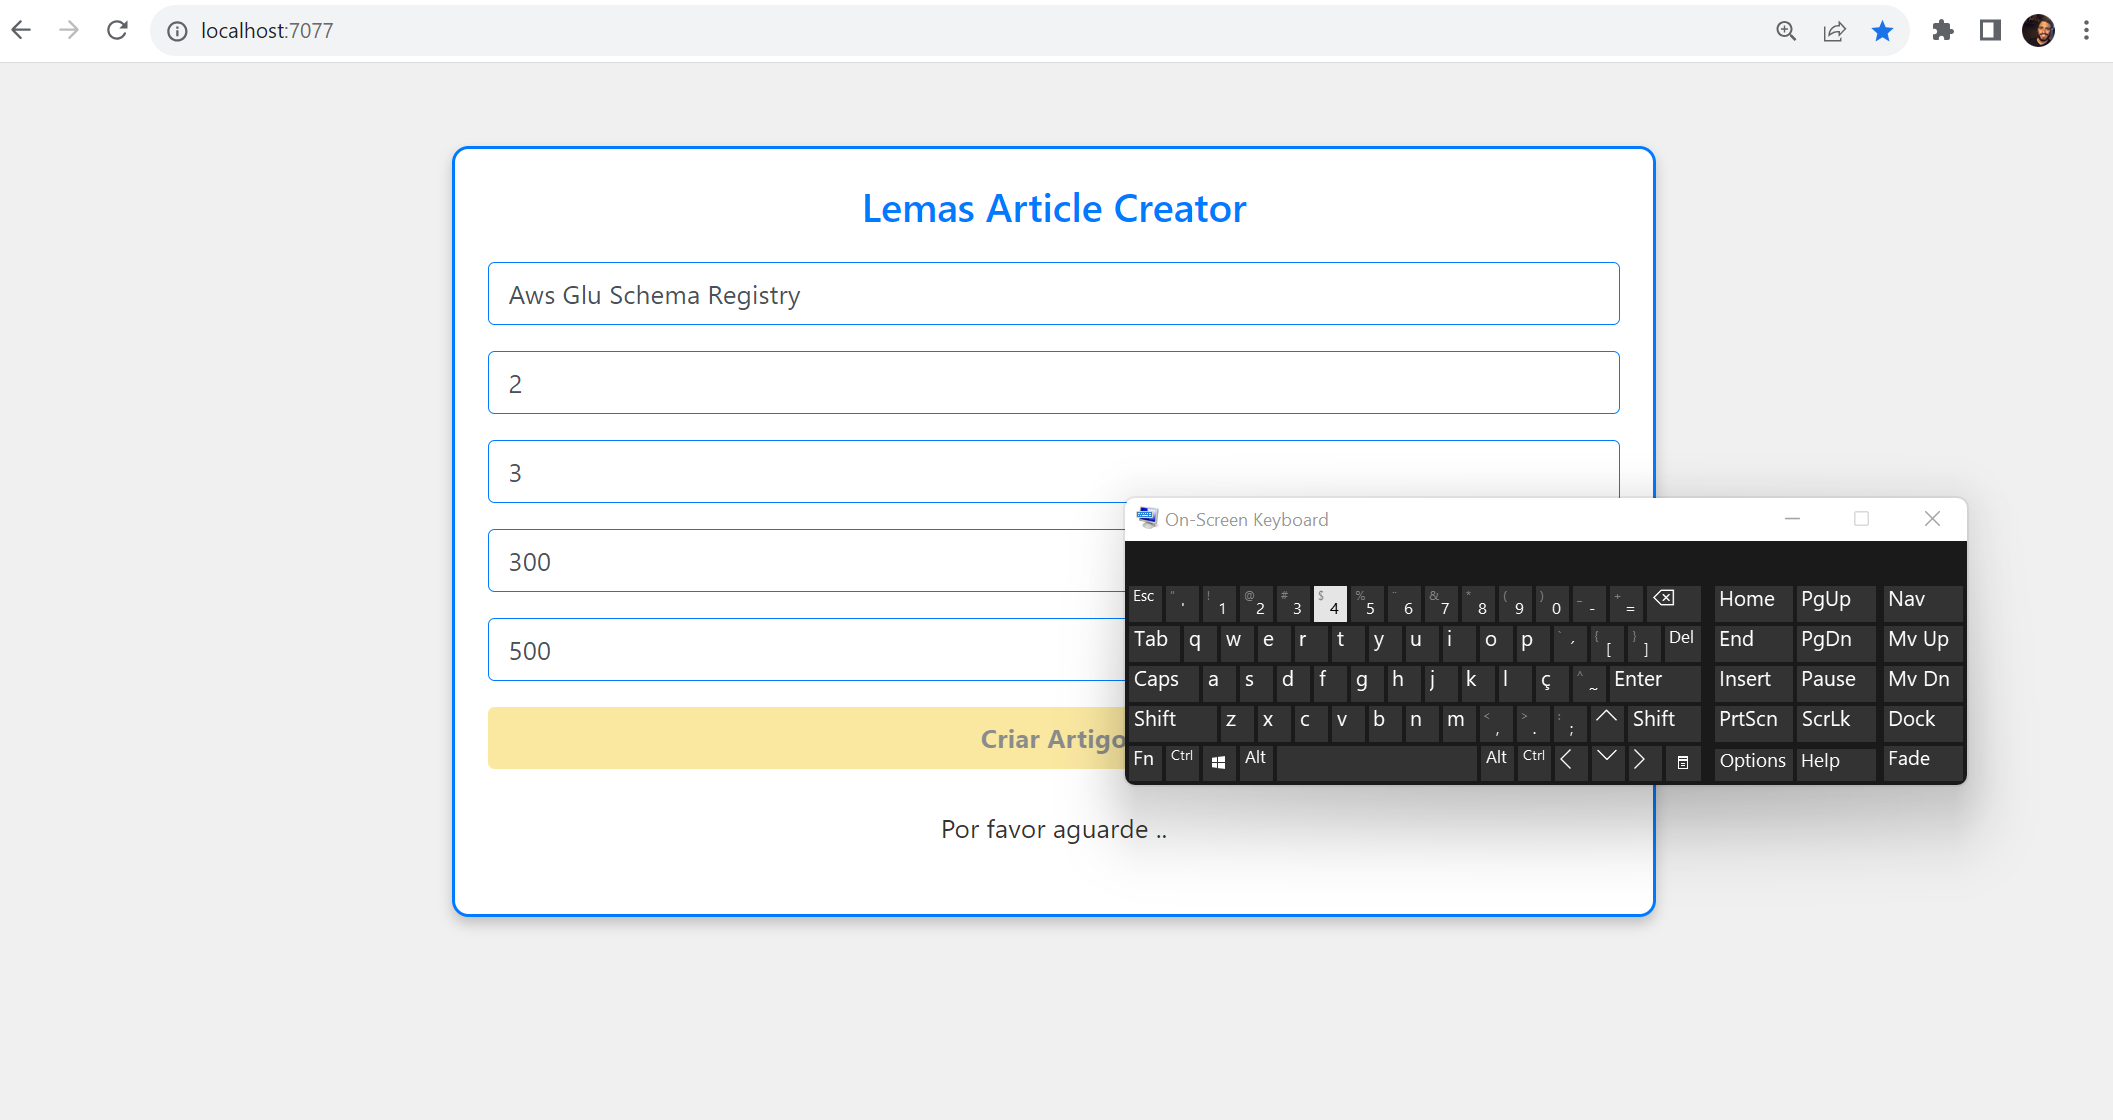 localhost:7077
Lemas Article Creator
Aws Glu Schema Registry
2
3
300
500
Criar Artigo
Por favor aguarde ..
On-Screen Keyboard
Esc " ' ! 1 @ 2 # 3 $ 4 % 5 ¨ 6 & 7 * 8 ( 9 ) 0 _ - + = Home PgUp Nav
Tab q w e r t y u i o p ` ´ { [ } ] Del End PgDn Mv Up
Caps a s d f g h j k l ç ^ ~ Enter Insert Pause Mv Dn
Shift z x c v b n m < , > . : ; Shift PrtScn ScrLk Dock
Fn Ctrl Alt Alt Ctrl Options Help Fade